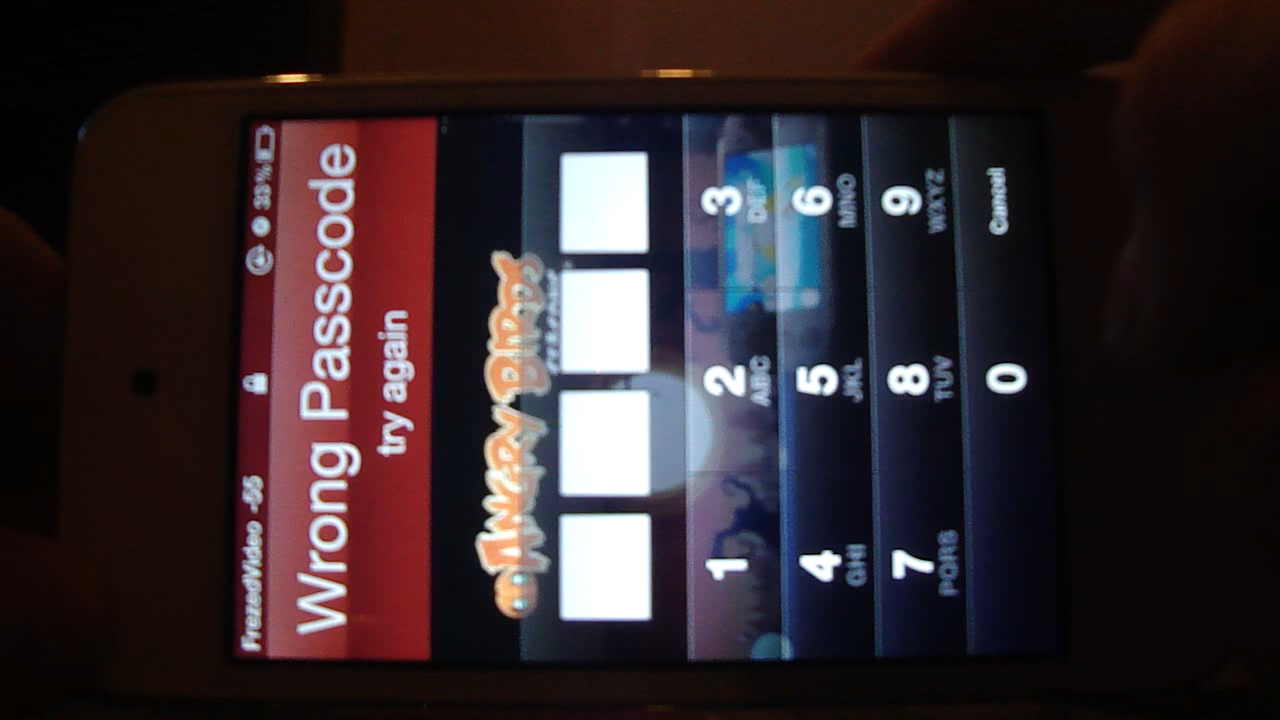 FrezedVideo -55 33%
Wrong Passcode
try again
ANGRY BIRDS
1 2 3
ABC DEF
4 5 6
GHI JKL MNO
7 8 9
PQRS TUV WXYZ
0 Cancel